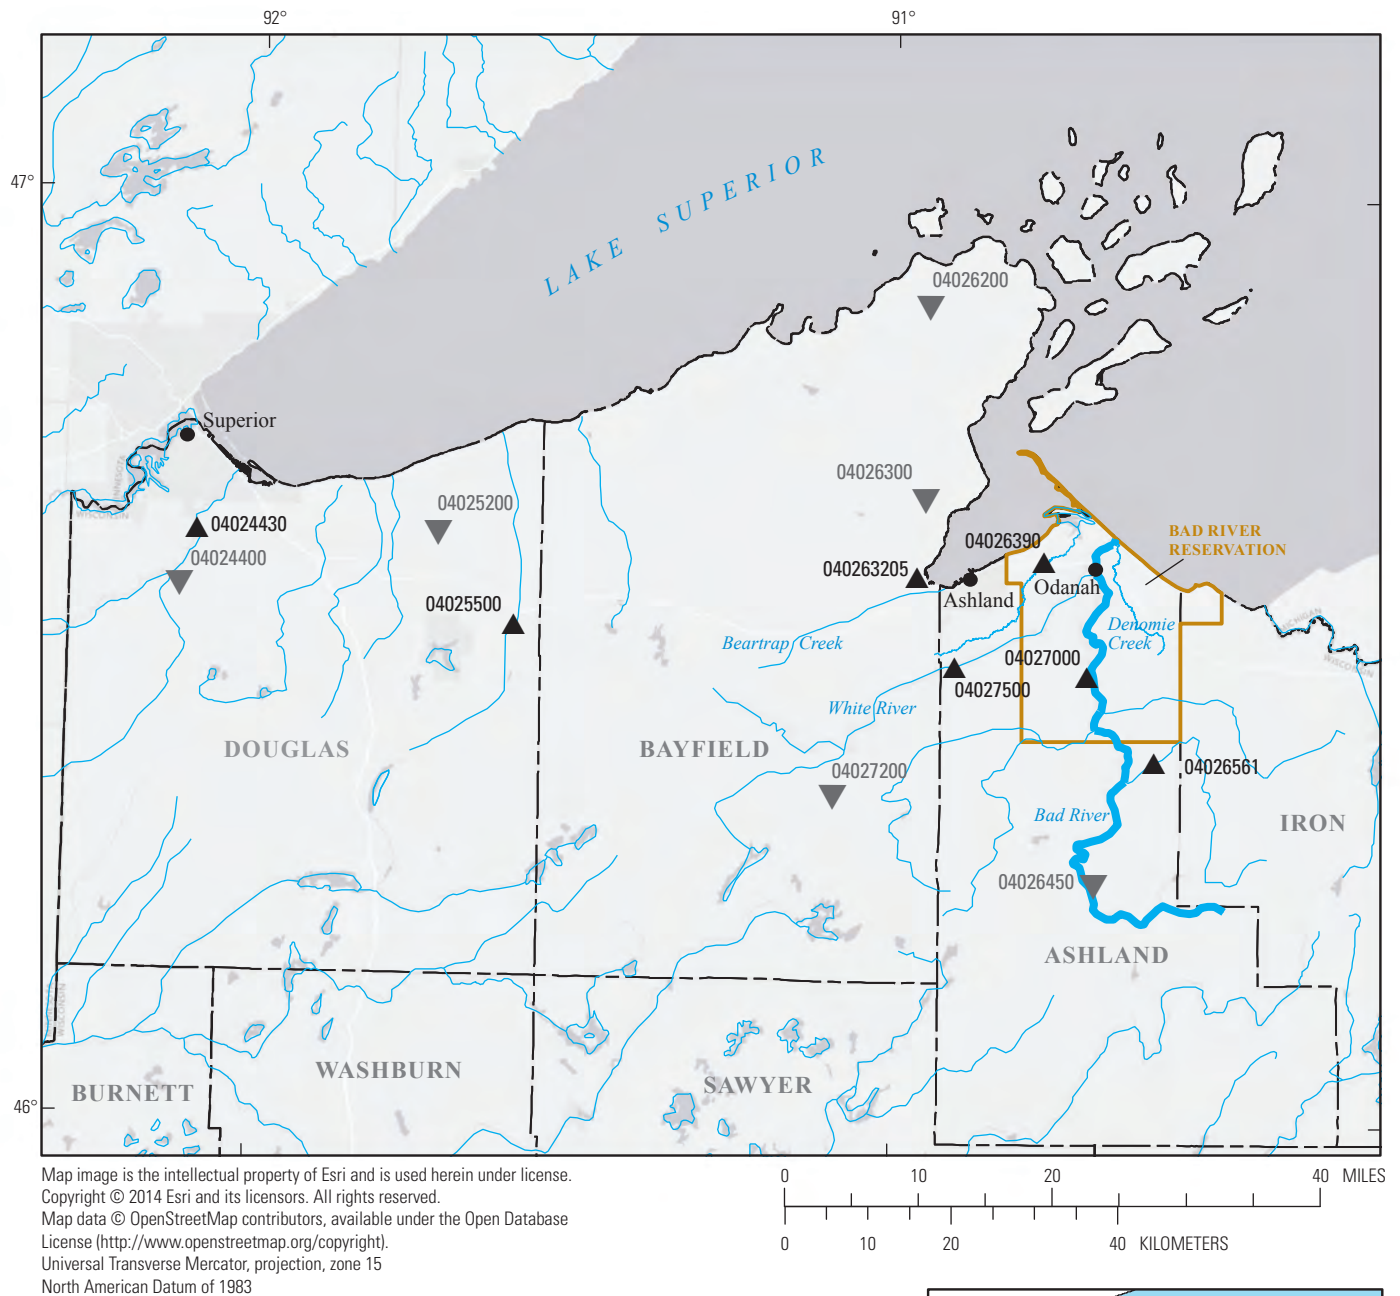 92°
91°
47°
LAKE SUPERIOR
04026200
Superior
04026300
04025200
04024430
04024400
MINNESOTA
WISCONSIN
BAD RIVER
RESERVATION
04026390
040263205
Ashland
Odanah
04025500
Denomie
Creek
Beartrap Creek
04027000
04027500
MICHIGAN
WISCONSIN
White River
DOUGLAS
BAYFIELD
04027200
04026561
Bad River
IRON
04026450
ASHLAND
WISCONSIN
WASHBURN
SAWYER
BURNETT
46°
Map image is the intellectual property of Esri and is used herein under license.
Copyright © 2014 Esri and its licensors. All rights reserved.
Map data © OpenStreetMap contributors, available under the Open Database
License (http://www.openstreetmap.org/copyright).
Universal Transverse Mercator, projection, zone 15
North American Datum of 1983
0 10 20 40 MILES
0 10 20 40 KILOMETERS